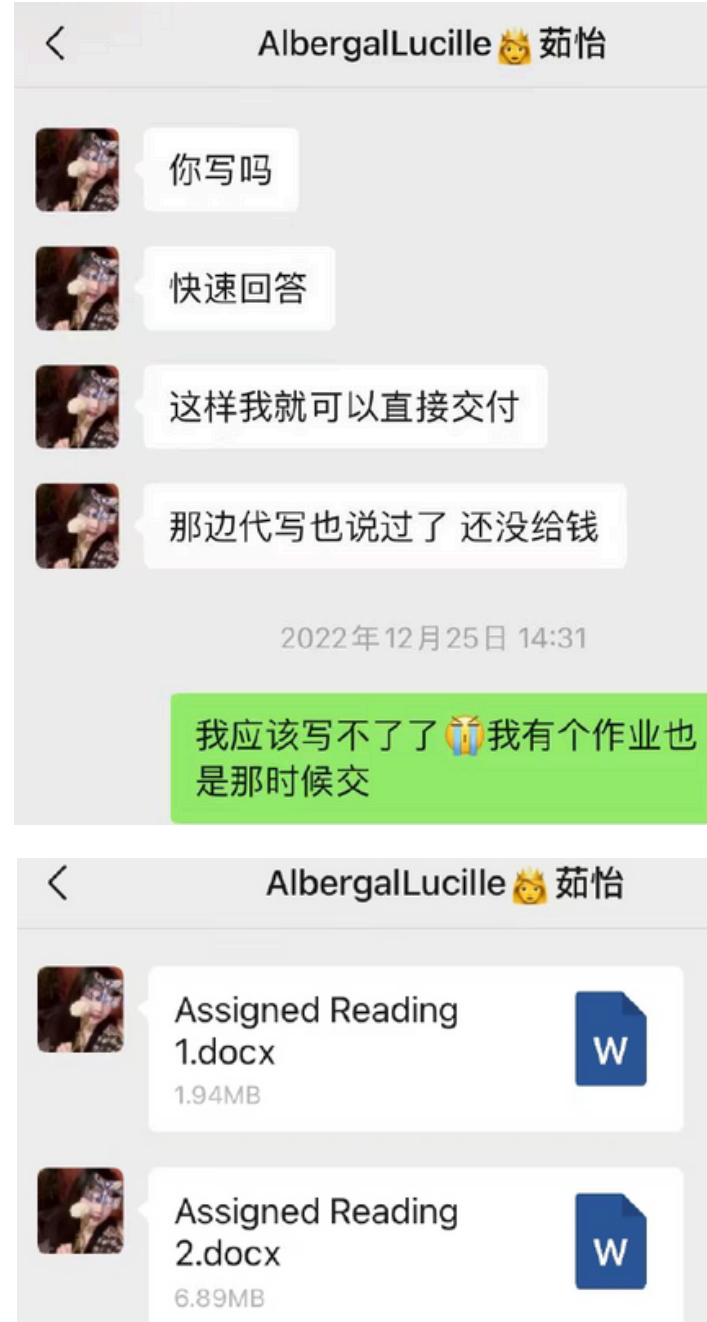 AlbergalLucille👸茹怡
你写吗
快速回答
这样我就可以直接交付
那边代写也说过了 还没给钱
2022年12月25日 14:31
我应该写不了了😭我有个作业也
是那时候交
AlbergalLucille👸茹怡
Assigned Reading
1.docx
W
1.94MB
Assigned Reading
2.docx
W
6.89MB